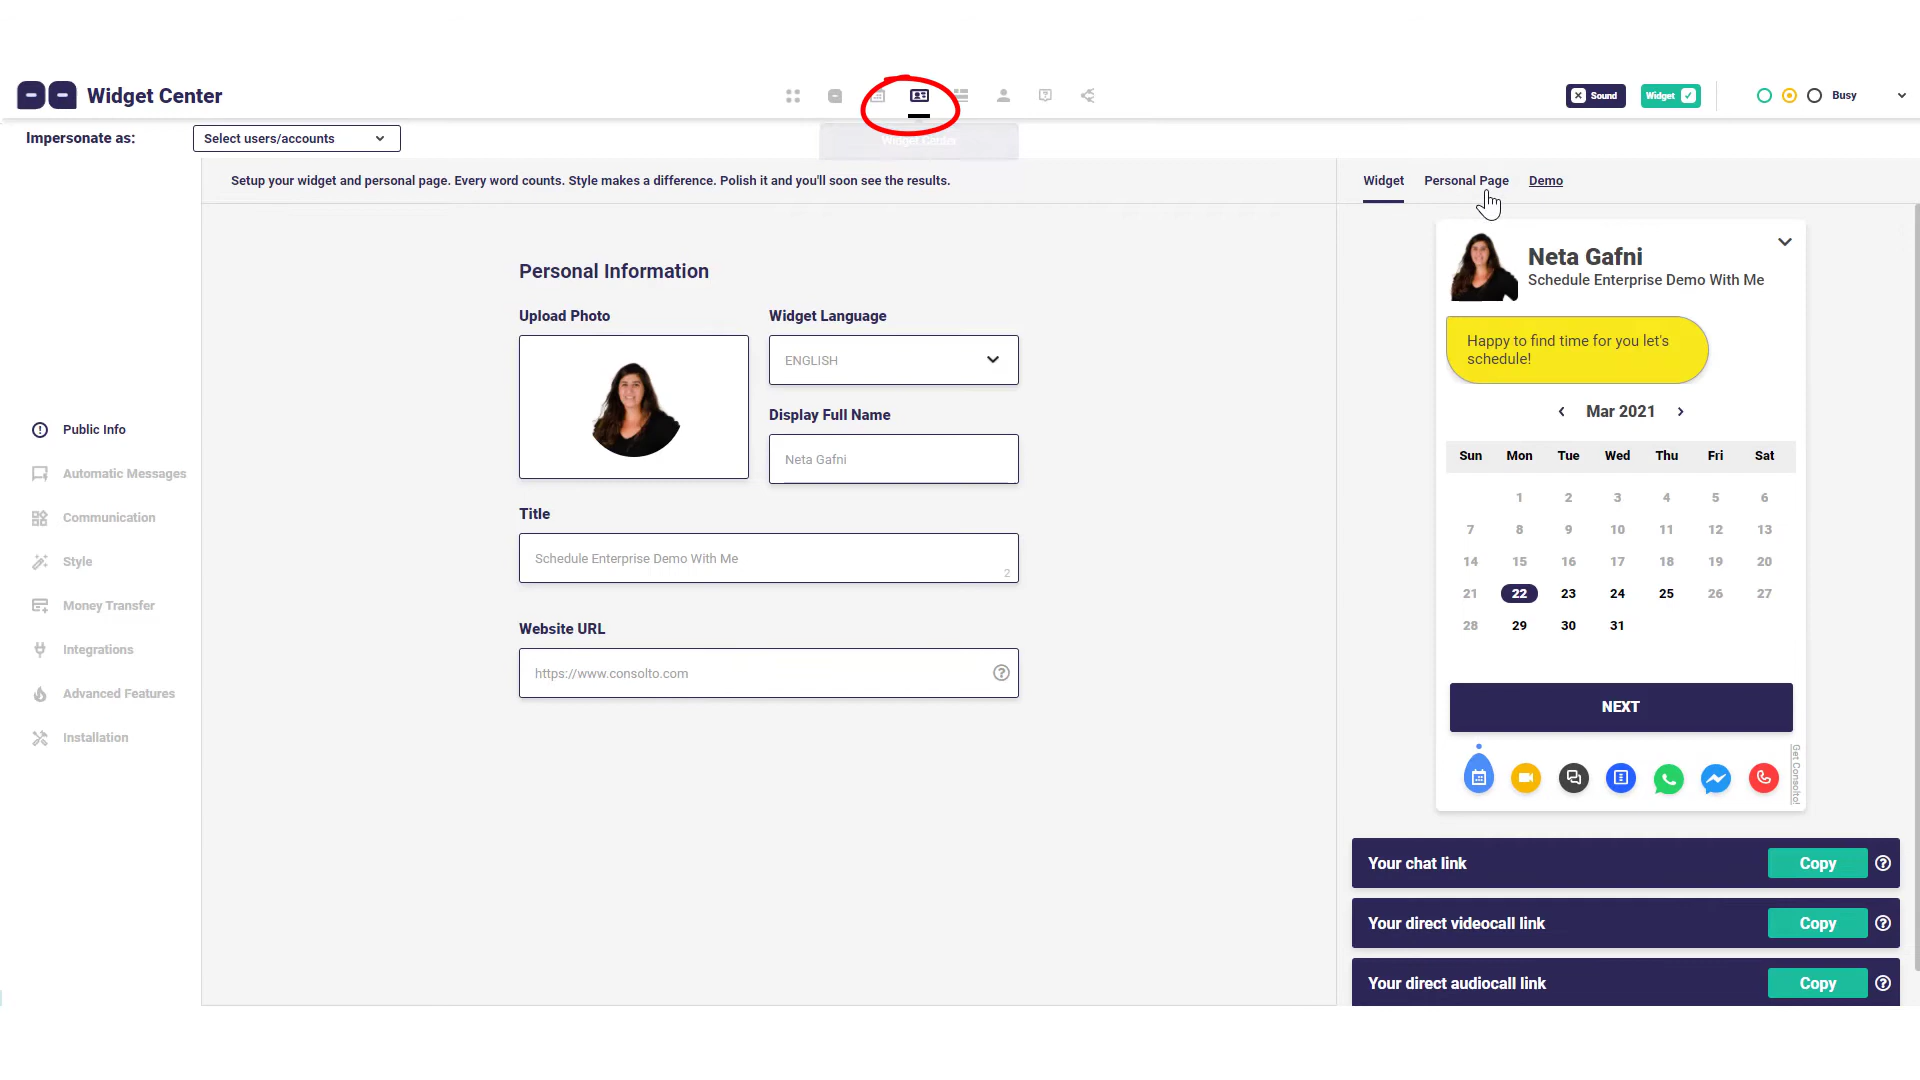 Widget Center
Sound
Widget
Busy
Impersonate as:
Select users/accounts
Widget Center
Setup your widget and personal page. Every word counts. Style makes a difference. Polish it and you'll soon see the results.
Widget
Personal Page
Demo
Public Info
Automatic Messages
Communication
Style
Money Transfer
Integrations
Advanced Features
Installation
Personal Information
Upload Photo
Widget Language
ENGLISH
Display Full Name
Neta Gafni
Title
Schedule Enterprise Demo With Me
2
Website URL
https://www.consolto.com
Neta Gafni
Schedule Enterprise Demo With Me
Happy to find time for you let's
schedule!
Mar 2021
Sun Mon Tue Wed Thu Fri Sat
1 2 3 4 5 6
7 8 9 10 11 12 13
14 15 16 17 18 19 20
21 22 23 24 25 26 27
28 29 30 31
NEXT
Get Consolto!
Your chat link
Copy
Your direct videocall link
Copy
Your direct audiocall link
Copy